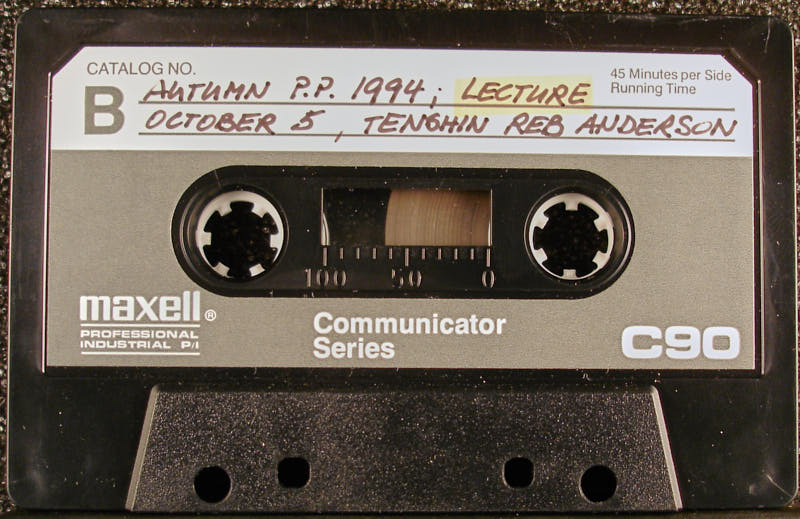 CATALOG NO.
B
AUTUMN P.P. 1994; LECTURE
OCTOBER 5, TENSHIN REB ANDERSON
45 Minutes per Side
Running Time
100 50 0
maxell®
PROFESSIONAL
INDUSTRIAL P/I
Communicator
Series
C90